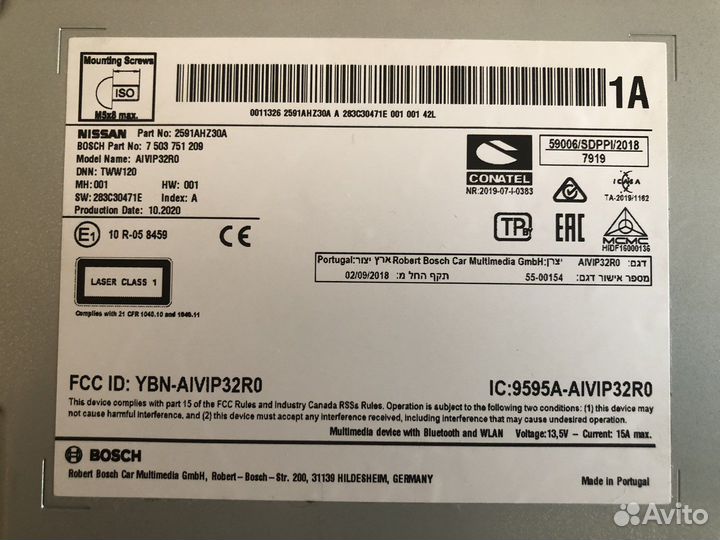 Mounting Screws
ISO
M5x8 max.
0011326 2591AHZ30A A 283C30471E 001 001 42L
1A
NISSAN Part No: 2591AHZ30A
BOSCH Part No: 7 503 751 209
Model Name: AIVIP32R0
DNN: TWW120
MH: 001 HW: 001
SW: 283C30471E Index: A
Production Date: 10.2020
E1 10 R-05 8459 CE
CONATEL
NR:2019-07-I-0383
59006/SDPPI/2018
7919
ICASA
TA-2019/1162
TP
BY
EAC
MCMC
HIDF16000136
דגם: AIVIP32R0 יצרן: Robert Bosch Car Multimedia GmbH ארץ יצור: Portugal
מספר אישור דגם: 55-00154 תקף החל מ: 02/09/2018
LASER CLASS 1
Complies with 21 CFR 1040.10 and 1040.11
FCC ID: YBN-AIVIP32R0 IC:9595A-AIVIP32R0
This device complies with part 15 of the FCC Rules and Industry Canada RSSs Rules. Operation is subject to the following two conditions: (1) this device may
not cause harmful interference, and (2) this device must accept any interference received, including interference that may cause undesired operation.
Multimedia device with Bluetooth and WLAN Voltage: 13,5V - Current: 15A max.
BOSCH
Robert Bosch Car Multimedia GmbH, Robert-Bosch-Str. 200, 31139 HILDESHEIM, GERMANY Made in Portugal
Avito